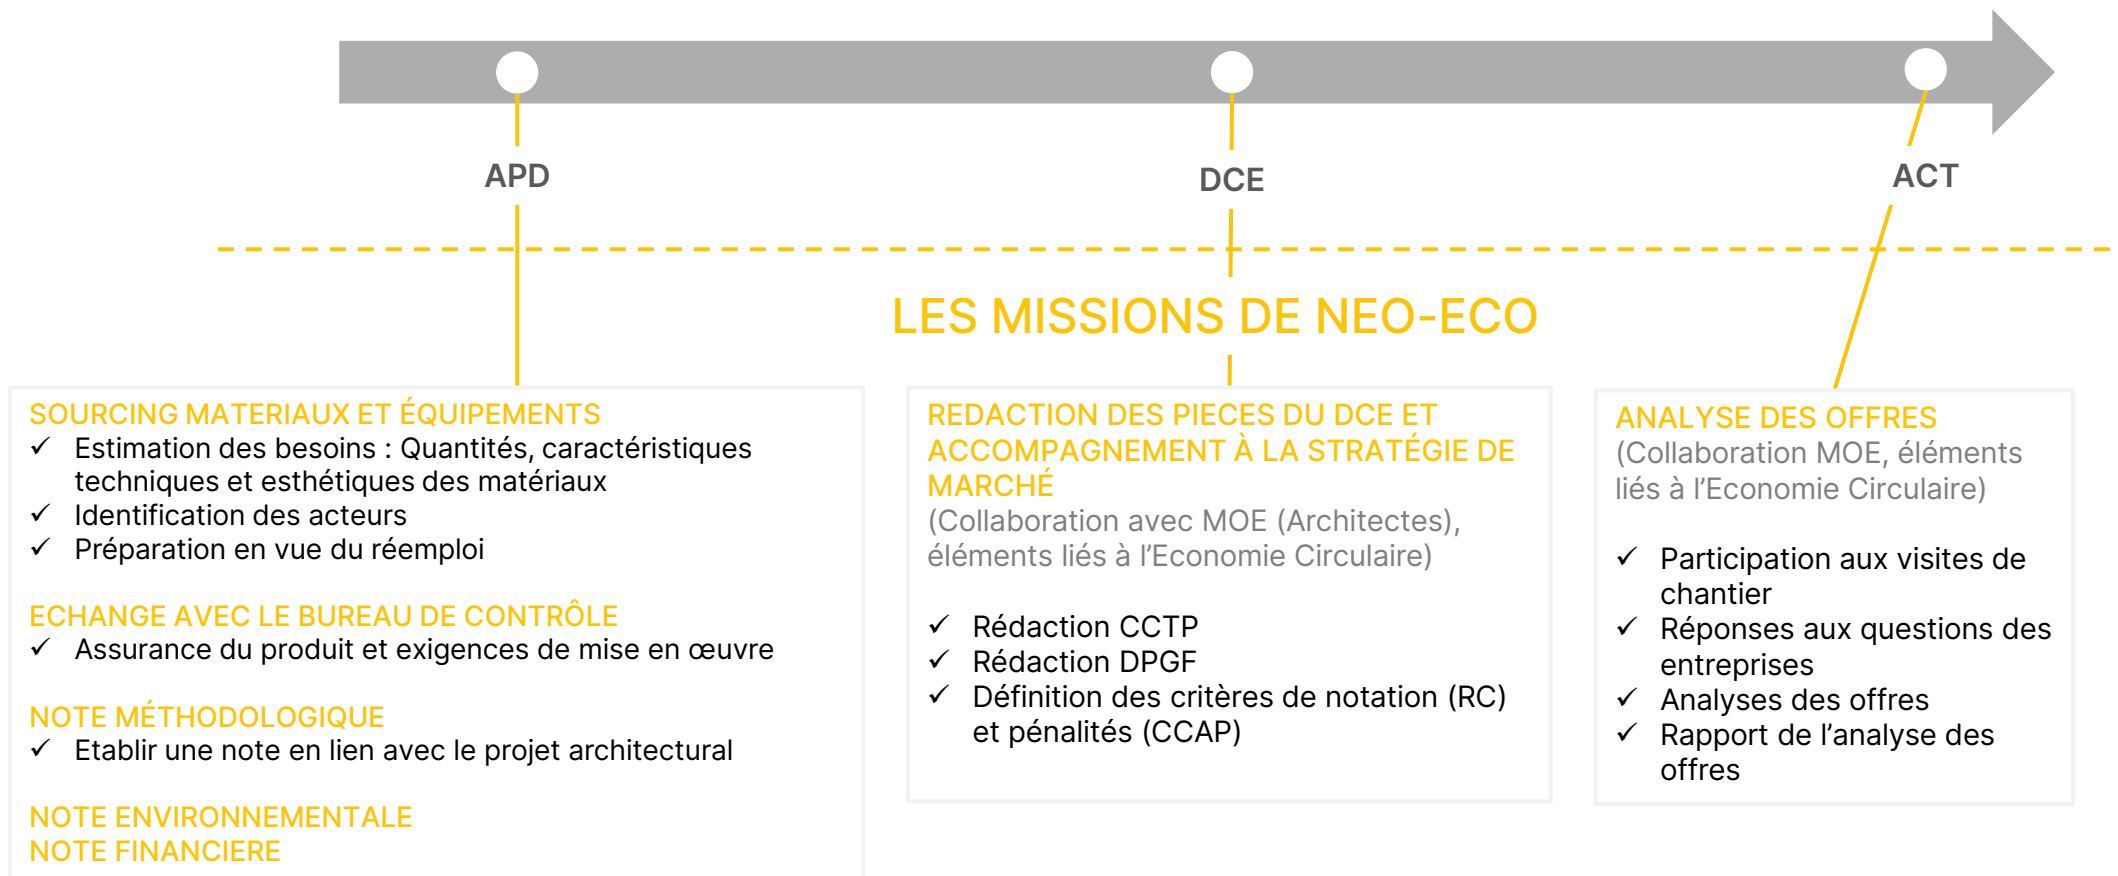 APD
DCE
ACT
LES MISSIONS DE NEO-ECO
SOURCING MATERIAUX ET ÉQUIPEMENTS
✓ Estimation des besoins : Quantités, caractéristiques
techniques et esthétiques des matériaux
✓ Identification des acteurs
✓ Préparation en vue du réemploi
ECHANGE AVEC LE BUREAU DE CONTRÔLE
✓ Assurance du produit et exigences de mise en œuvre
NOTE MÉTHODOLOGIQUE
✓ Etablir une note en lien avec le projet architectural
NOTE ENVIRONNEMENTALE
NOTE FINANCIERE
REDACTION DES PIECES DU DCE ET
ACCOMPAGNEMENT À LA STRATÉGIE DE
MARCHÉ
(Collaboration avec MOE (Architectes),
éléments liés à l’Economie Circulaire)
✓ Rédaction CCTP
✓ Rédaction DPGF
✓ Définition des critères de notation (RC)
et pénalités (CCAP)
ANALYSE DES OFFRES
(Collaboration MOE, éléments
liés à l’Economie Circulaire)
✓ Participation aux visites de
chantier
✓ Réponses aux questions des
entreprises
✓ Analyses des offres
✓ Rapport de l’analyse des
offres